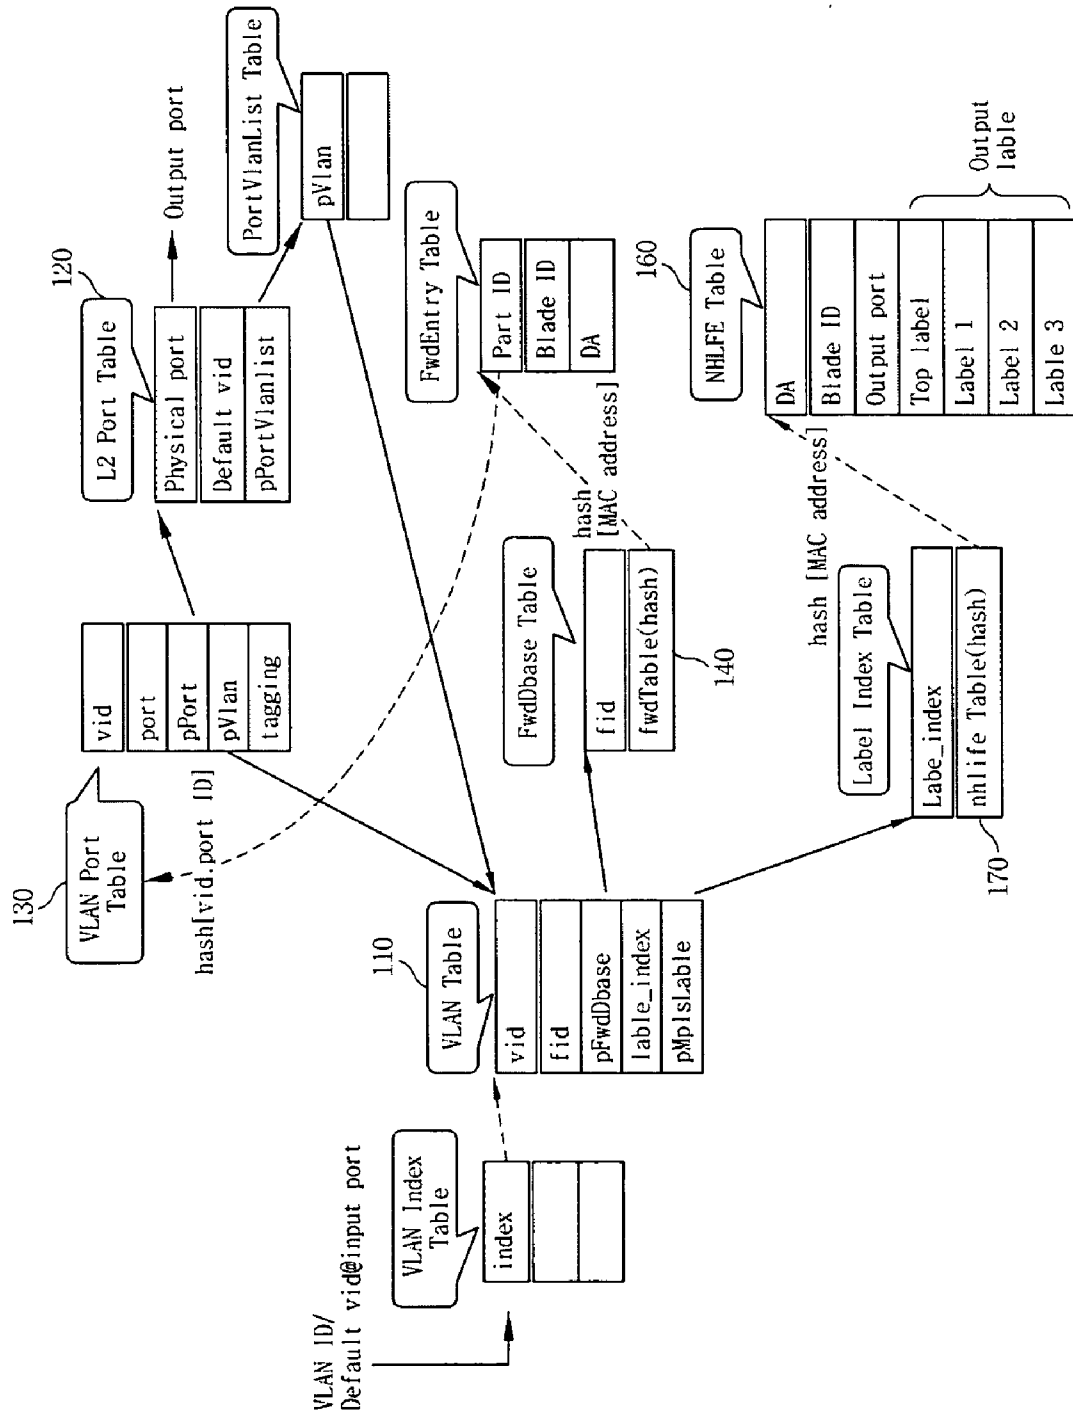 VLAN ID/
Default vid@input port
VLAN Index
Table
index
110
VLAN Table
vid
fid
pFwdDbase
lable_index
pMplsLable
130
VLAN Port
Table
hash[vid.port ID]
vid
port
pPort
pVlan
tagging
120
L2 Port Table
Physical port
Default vid
pPortVlanlist
Output port
PortVlanList Table
pVlan
FwdDbase Table
fid
fwdTable(hash)
140
hash
[MAC address]
FwdEntry Table
Part ID
Blade ID
DA
Label Index Table
Labe_index
nhlife Table(hash)
170
hash [MAC address]
160
NHLFE Table
DA
Blade ID
Output port
Top label
Label 1
Label 2
Lable 3
Output
lable